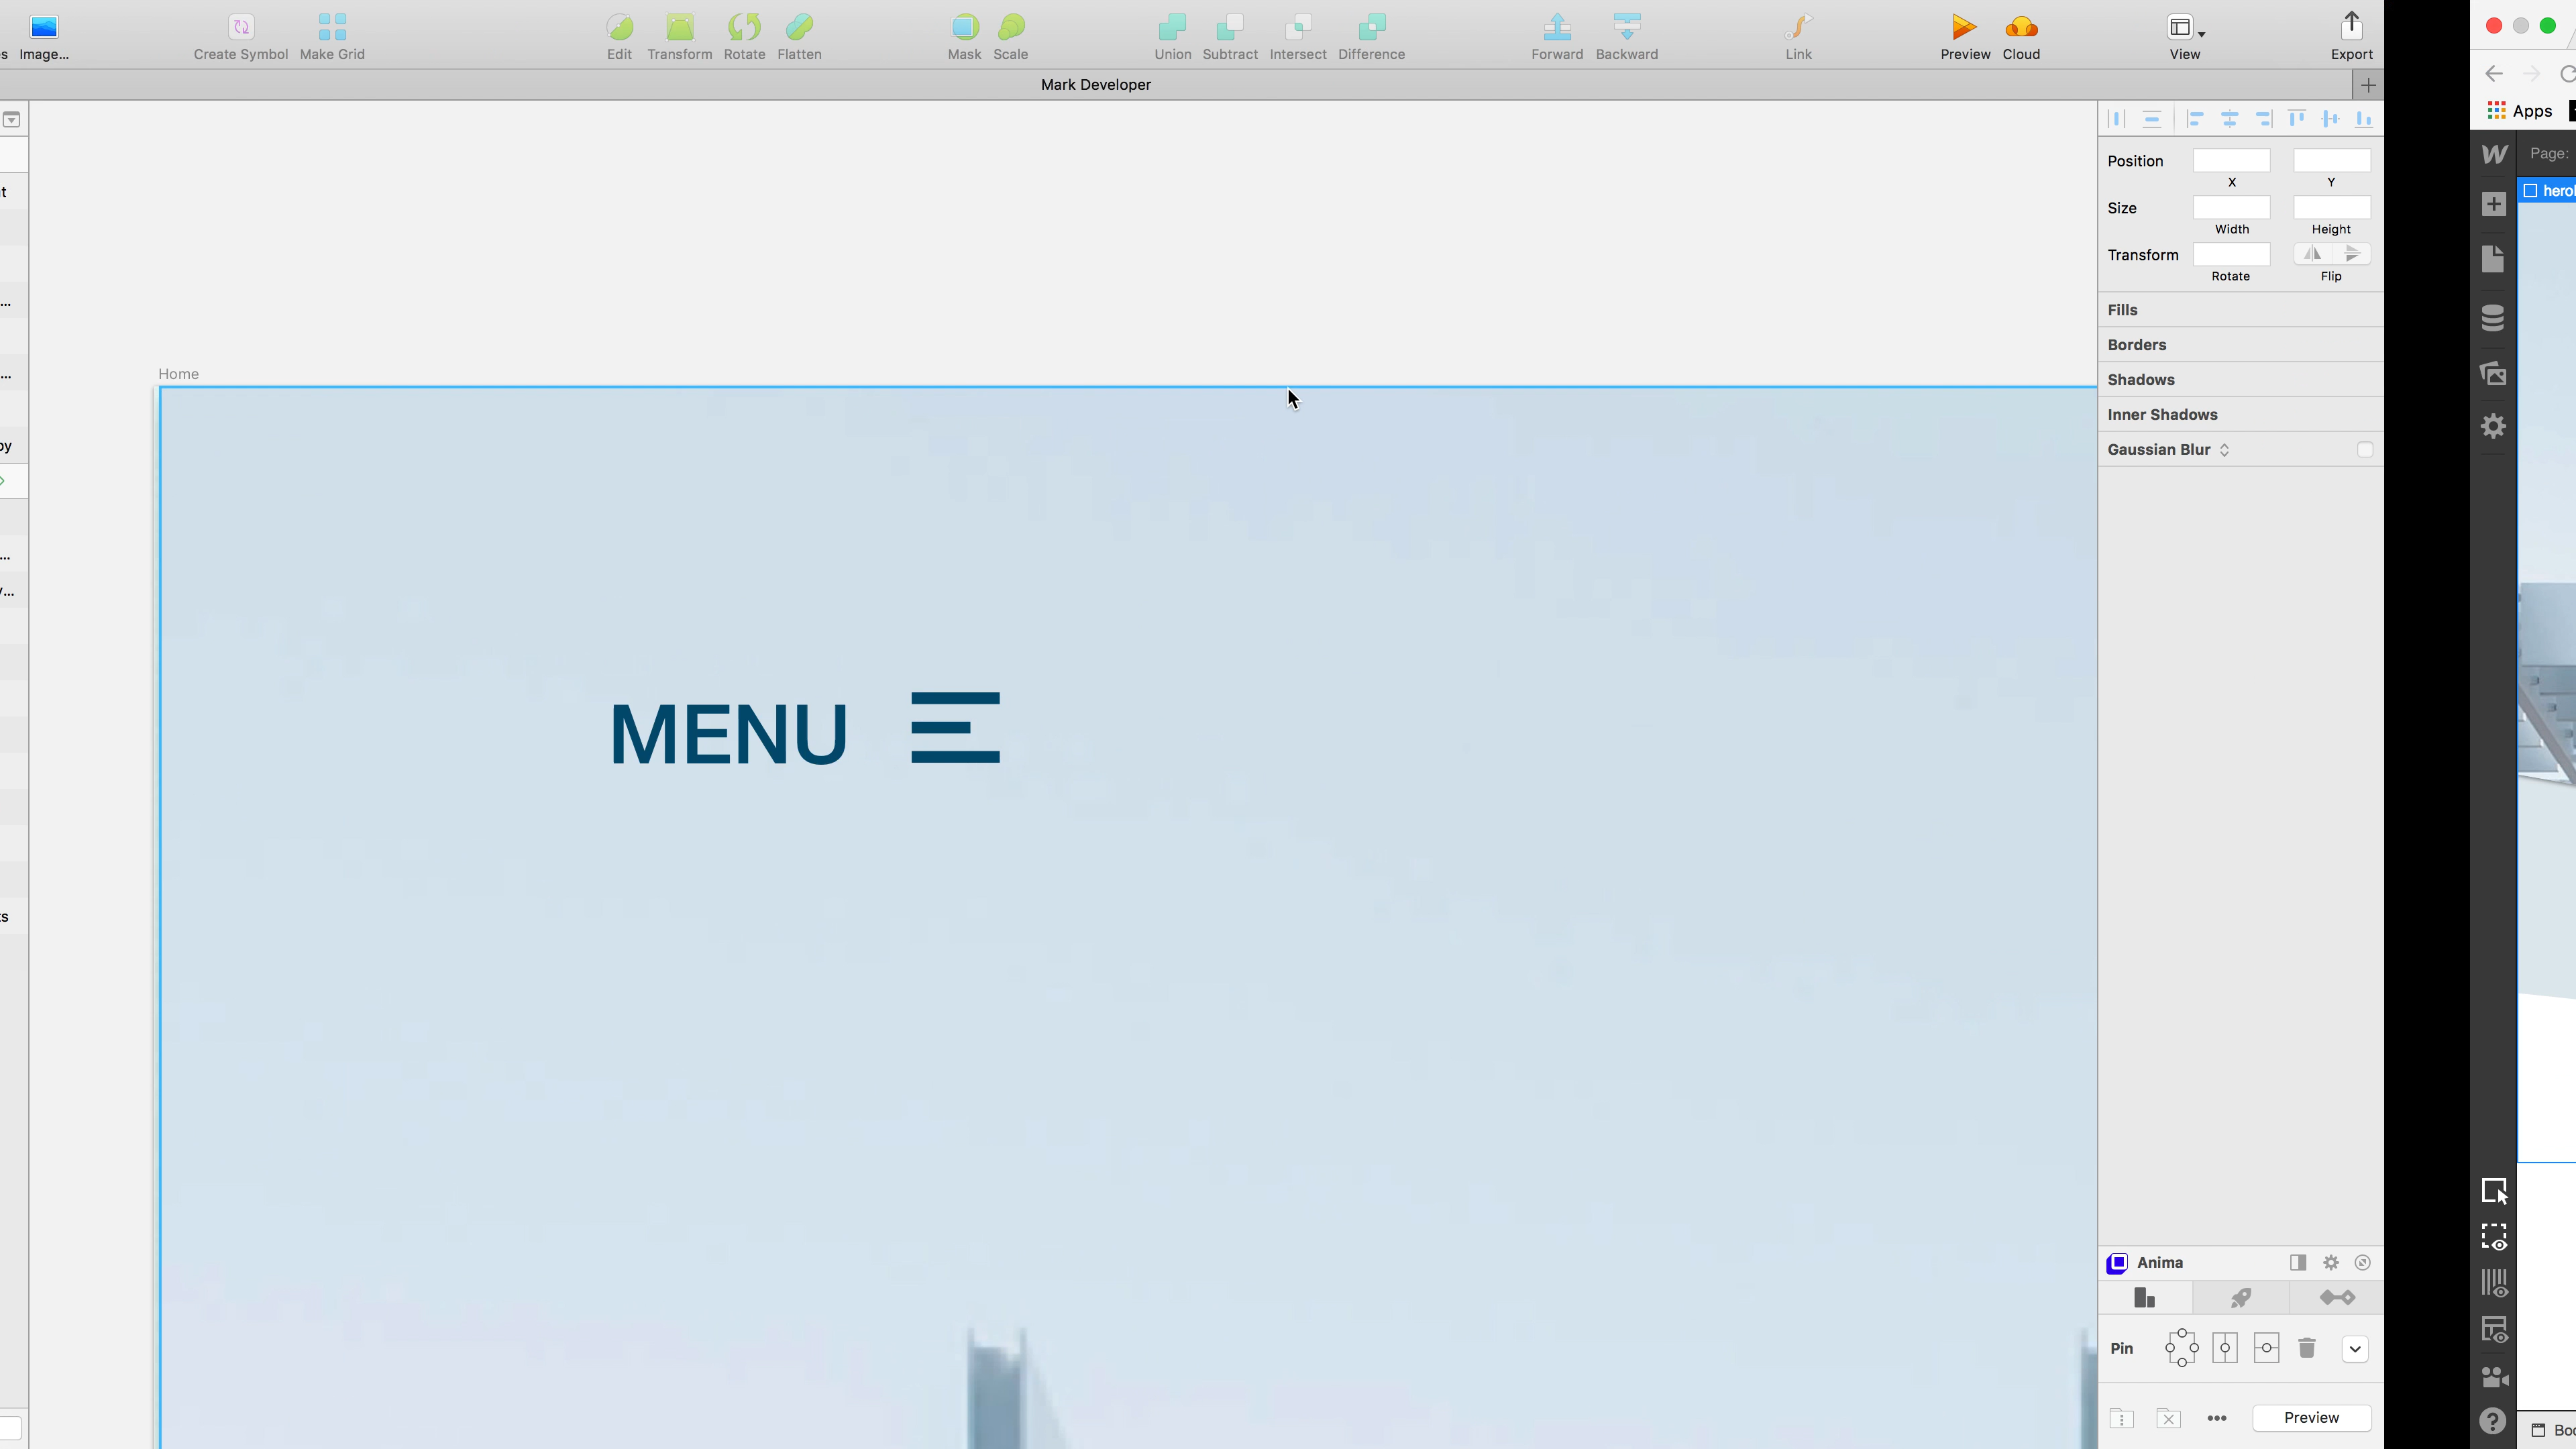 Image...
Create Symbol
Make Grid
Edit
Transform
Rotate
Flatten
Mask
Scale
Union
Subtract
Intersect
Difference
Forward
Backward
Link
Preview
Cloud
View
Export
Mark Developer
Apps
Page:
Position
X
Y
Size
Width
Height
Transform
Rotate
Flip
Fills
Borders
Shadows
Inner Shadows
Gaussian Blur
Home
MENU
Anima
Pin
Preview